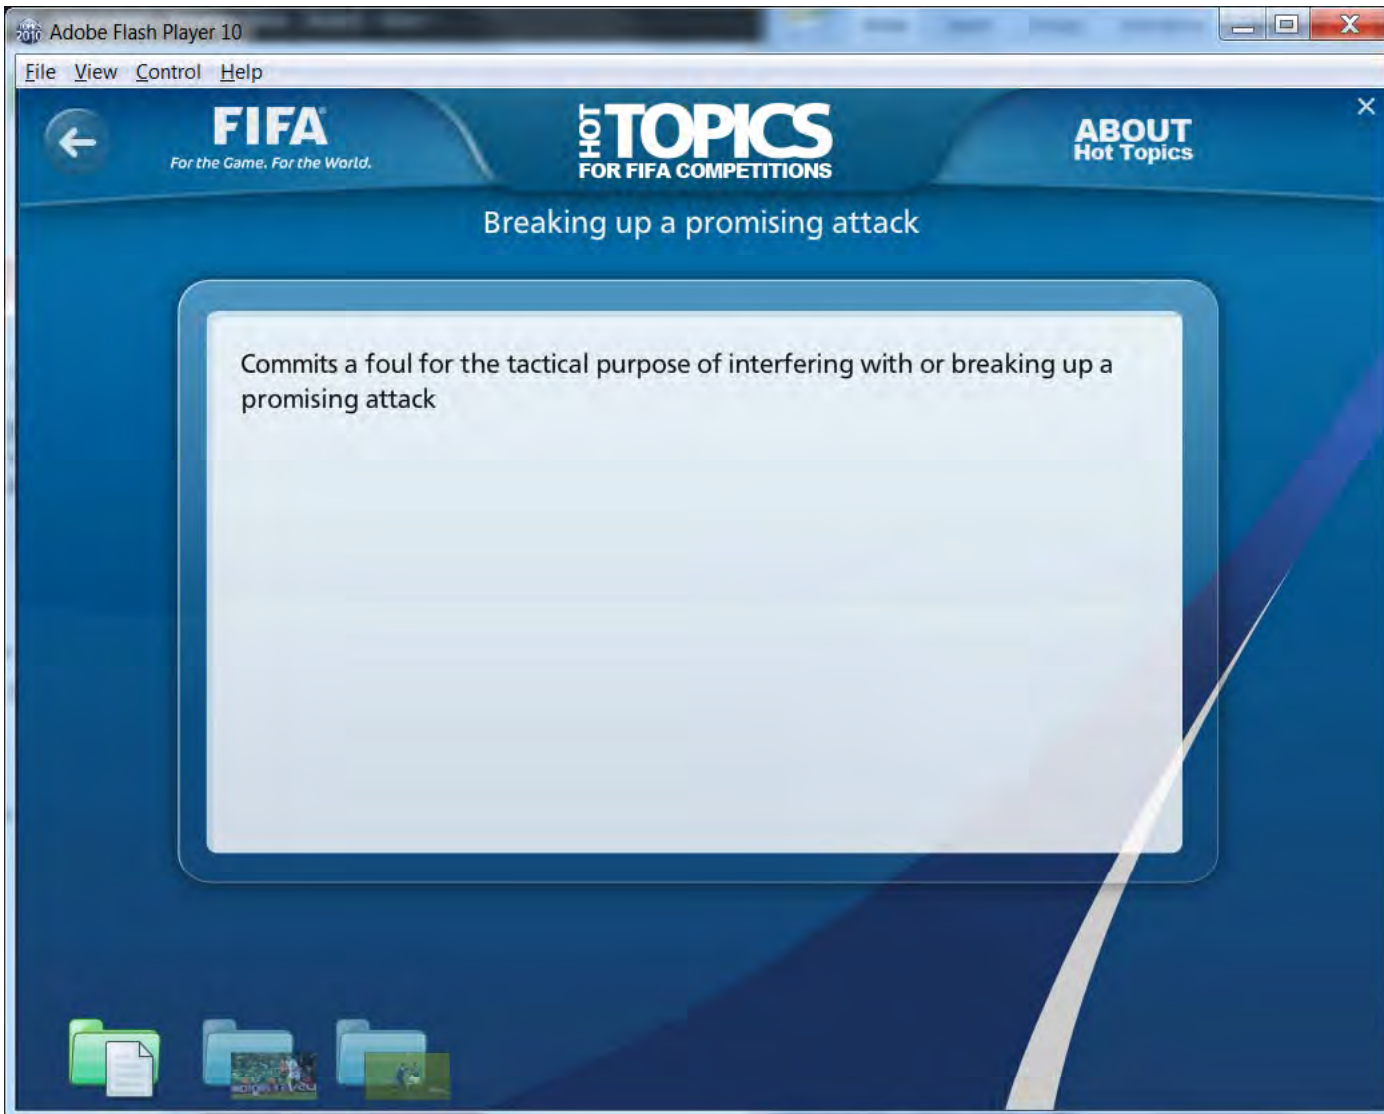 Adobe Flash Player 10
File View Control Help
FIFA
For the Game. For the World.
HOT TOPICS
FOR FIFA COMPETITIONS
ABOUT
Hot Topics
Breaking up a promising attack
Commits a foul for the tactical purpose of interfering with or breaking up a
promising attack